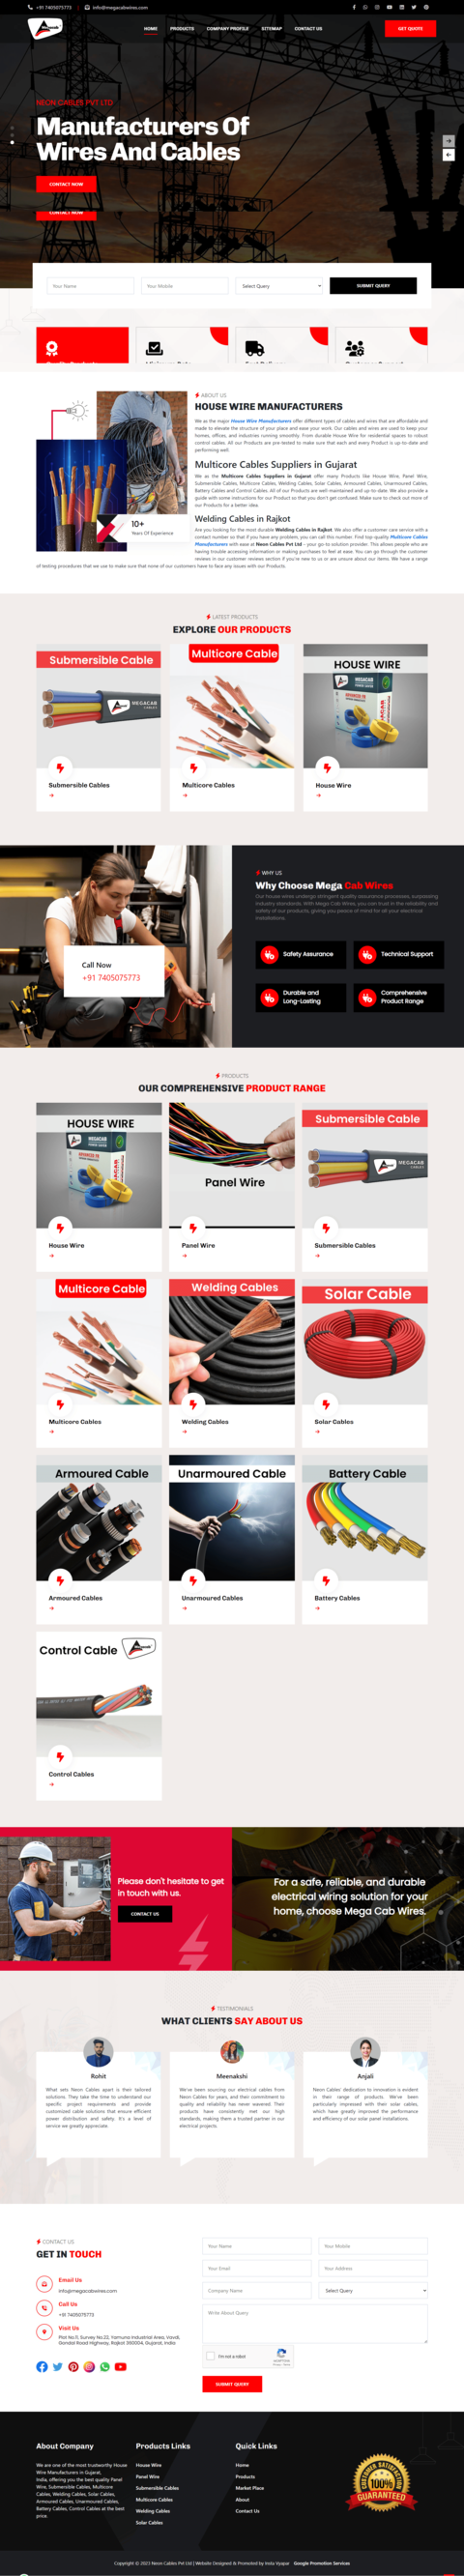 +91 7405075773
info@megacabwires.com
HOME
PRODUCTS
COMPANY PROFILE
SITEMAP
CONTACT US
GET QUOTE
NEON CABLES PVT LTD
Manufacturers Of
Wires And Cables
CONTACT NOW
CONTACT NOW
Your Name
Your Mobile
Select Query
SUBMIT QUERY
ABOUT US
HOUSE WIRE MANUFACTURERS
We as the major House Wire Manufacturers offer different types of cables and wires that are affordable and
made to elevate the structure of your place and ease your work. Our cables and wires are used to keep your
homes, offices, and industries running smoothly. From durable House Wire for residential spaces to robust
control cables. All our Products are pre-tested to make sure that each and every Product is up-to-date and
performing well.
Multicore Cables Suppliers in Gujarat
We as the Multicore Cables Suppliers in Gujarat offer many Products like House Wire, Panel Wire,
Submersible Cables, Multicore Cables, Welding Cables, Solar Cables, Armoured Cables, Unarmoured Cables,
Battery Cables and Control Cables. All of our Products are well maintained and up to date. We also provide a
guide with some instructions for our Product so that you don't get confused. Make sure to check out more of
our Products for a better idea.
Welding Cables in Rajkot
Are you looking for the most durable Welding Cables in Rajkot. We also offer a customer care service with a
contact number so that if you have any problem, you can call this number. Find top quality Multicore Cables
Manufacturers with ease at Neon Cables Pvt Ltd - your go-to solution provider. This allows people who are
having trouble accessing information or making purchases to feel at ease. You can go through the customer
reviews in our customer reviews section if you're new to us or are unsure about our items. We have a range
of testing procedures that we use to make sure that none of our customers have to face any issues with our Products.
10+
Years Of Experience
LATEST PRODUCTS
EXPLORE OUR PRODUCTS
Submersible Cable
MEGACAB
CABLES
Multicore Cable
HOUSE WIRE
MEGACAB
Submersible Cables
Multicore Cables
House Wire
WHY US
Why Choose Mega Cab Wires
Our house wires undergo stringent quality assurance processes, surpassing
industry standards. With Mega Cab Wires, you can trust in the reliability and
safety of our products, giving you peace of mind for all your electrical
installations.
Call Now
+91 7405075773
Safety Assurance
Technical Support
Durable and
Long-Lasting
Comprehensive
Product Range
PRODUCTS
OUR COMPREHENSIVE PRODUCT RANGE
HOUSE WIRE
MEGACAB
Panel Wire
Submersible Cable
MEGACAB
CABLES
House Wire
Panel Wire
Submersible Cables
Multicore Cable
Welding Cables
Solar Cable
Multicore Cables
Welding Cables
Solar Cables
Armoured Cable
Unarmoured Cable
Battery Cable
Armoured Cables
Unarmoured Cables
Battery Cables
Control Cable
Control Cables
Please don't hesitate to get
in touch with us.
CONTACT US
For a safe, reliable, and durable
electrical wiring solution for your
home, choose Mega Cab Wires.
TESTIMONIALS
WHAT CLIENTS SAY ABOUT US
Rohit
What sets Neon Cables apart is their tailored
solutions. They take the time to understand our
specific project requirements and provide
customized cable solutions that ensure efficient
power distribution and safety. It's a level of
service we greatly appreciate.
Meenakshi
We've been sourcing our electrical cables from
Neon Cables for years, and their commitment to
quality and reliability has never wavered. Their
products have consistently met our high
standards, making them a trusted partner in our
electrical projects.
Anjali
Neon Cables' dedication to innovation is evident
in their range of products. We've been
particularly impressed with their solar cables,
which have greatly improved the performance
and efficiency of our solar panel installations.
CONTACT US
GET IN TOUCH
Email Us
info@megacabwires.com
Call Us
+91 7405075773
Visit Us
Plot No.11, Survey No.22, Yamuna Industrial Area, Vavdi,
Gondal Road Highway, Rajkot 360004, Gujarat, India
Your Name
Your Mobile
Your Email
Your Address
Company Name
Select Query
Write About Query
I'm not a robot
SUBMIT QUERY
About Company
We are one of the most trustworthy House
Wire Manufacturers in Gujarat,
India, offering you the best quality Panel
Wire, Submersible Cables, Multicore
Cables, Welding Cables, Solar Cables,
Armoured Cables, Unarmoured Cables,
Battery Cables, Control Cables at the best
price.
Products Links
House Wire
Panel Wire
Submersible Cables
Multicore Cables
Welding Cables
Solar Cables
Quick Links
Home
Products
Market Place
About
Contact Us
CUSTOMER SATISFACTION
100%
GUARANTEED
Copyright © 2023 Neon Cables Pvt Ltd | Website Designed & Promoted by Insta Vyapar Google Promotion Services